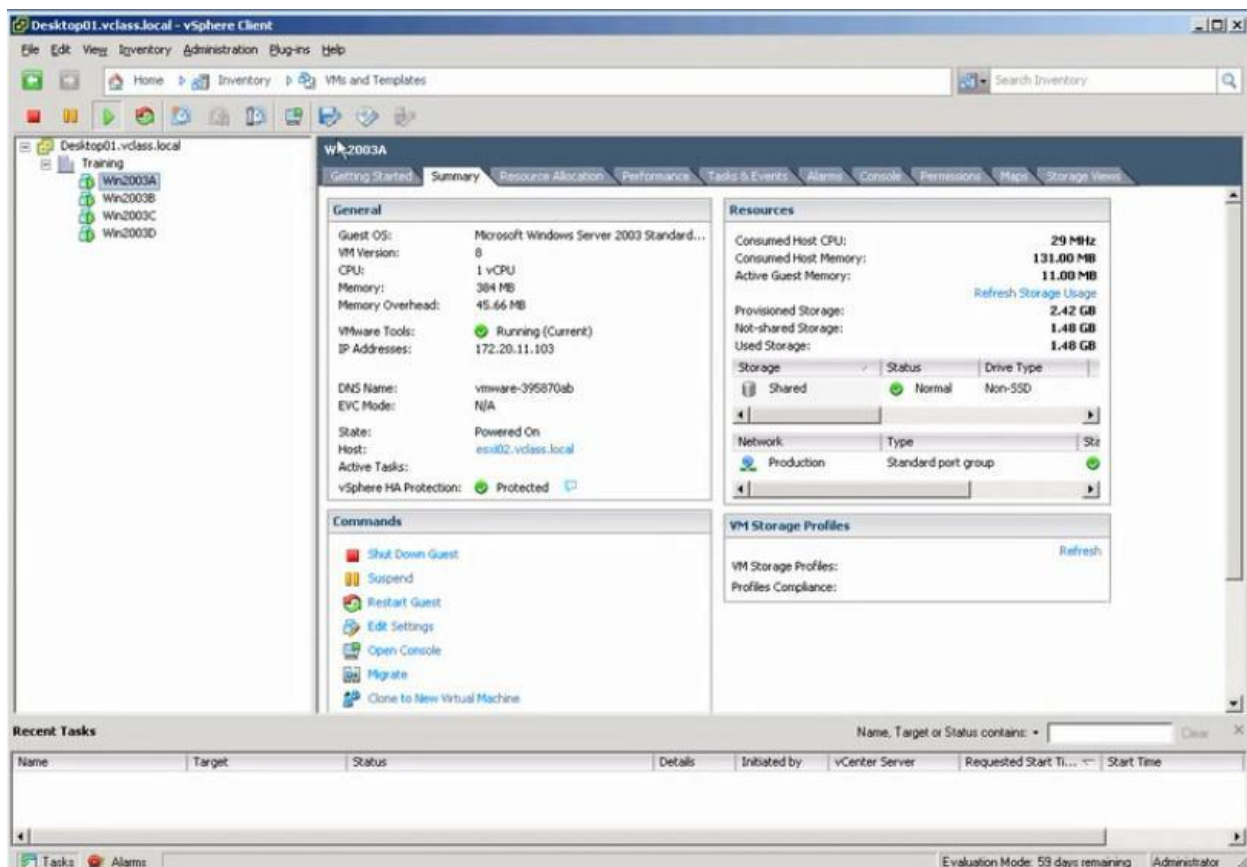 Desktop01.vclass.local - vSphere Client
File Edit View Inventory Administration Plug-ins Help
Home Inventory VMs and Templates Search Inventory
Desktop01.vclass.local
Training
Win2003A
Win2003B
Win2003C
Win2003D
Win2003A
Getting Started Summary Resource Allocation Performance Tasks & Events Alarms Console Permissions Maps Storage Views
General
Guest OS: Microsoft Windows Server 2003 Standard...
VM Version: 8
CPU: 1 vCPU
Memory: 384 MB
Memory Overhead: 45.66 MB
VMware Tools: Running (Current)
IP Addresses: 172.20.11.103
DNS Name: vmware-395870ab
EVC Mode: N/A
State: Powered On
Host: esxi02.vclass.local
Active Tasks:
vSphere HA Protection: Protected
Commands
Shut Down Guest
Suspend
Restart Guest
Edit Settings
Open Console
Migrate
Clone to New Virtual Machine
Resources
Consumed Host CPU: 29 MHz
Consumed Host Memory: 131.00 MB
Active Guest Memory: 11.00 MB
Refresh Storage Usage
Provisioned Storage: 2.42 GB
Not-shared Storage: 1.48 GB
Used Storage: 1.48 GB
Storage Status Drive Type
Shared Normal Non-SSD
Network Type Sta
Production Standard port group
VM Storage Profiles
Refresh
VM Storage Profiles:
Profiles Compliance:
Recent Tasks Name, Target or Status contains: Clear
Name Target Status Details Initiated by vCenter Server Requested Start Ti... Start Time
Tasks Alarms Evaluation Mode: 59 days remaining Administrator